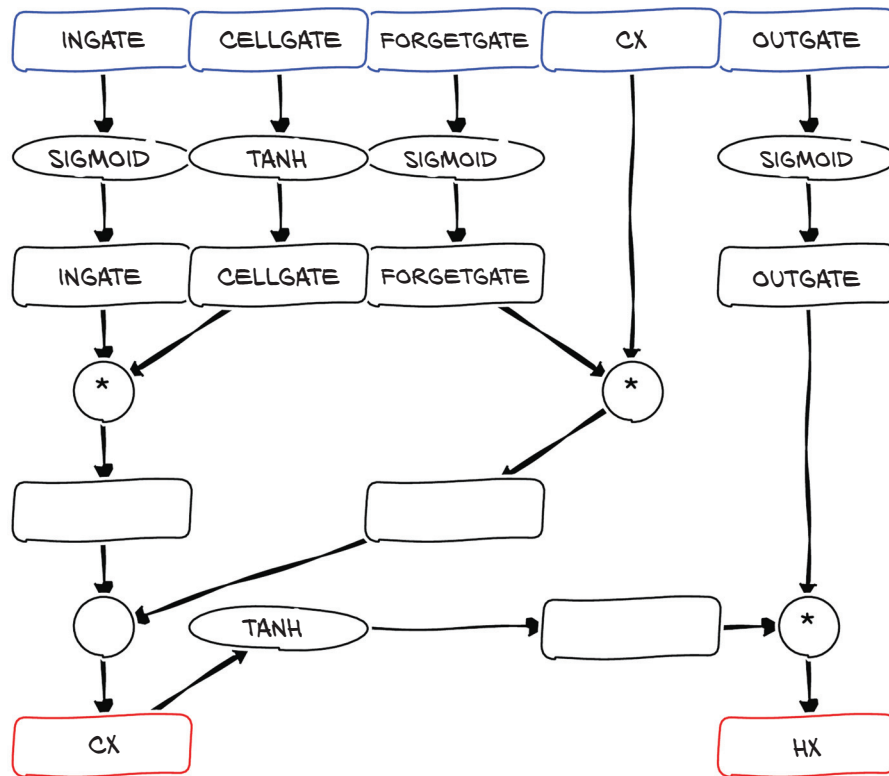 INGATE
CELLGATE
FORGETGATE
CX
OUTGATE
SIGMOID
TANH
SIGMOID
SIGMOID
INGATE
CELLGATE
FORGETGATE
OUTGATE
*
*
TANH
*
CX
HX